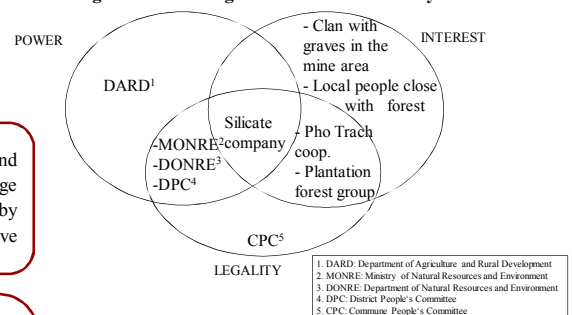 POWER
INTEREST
- Clan with
graves in the
mine area
- Local people close
with forest
DARD1
Silicate
company
-MONRE2
-DONRE3
-DPC4
- Pho Trach
coop.
- Plantation
forest group
CPC5
LEGALITY
nd
ge
by
ve
1. DARD: Department of Agriculture and Rural Development
2. MONRE: Ministry of Natural Resources and Environment
3. DONRE: Department of Natural Resources and Environment
4. DPC: District People's Committee
5. CPC: Commune People's Committee